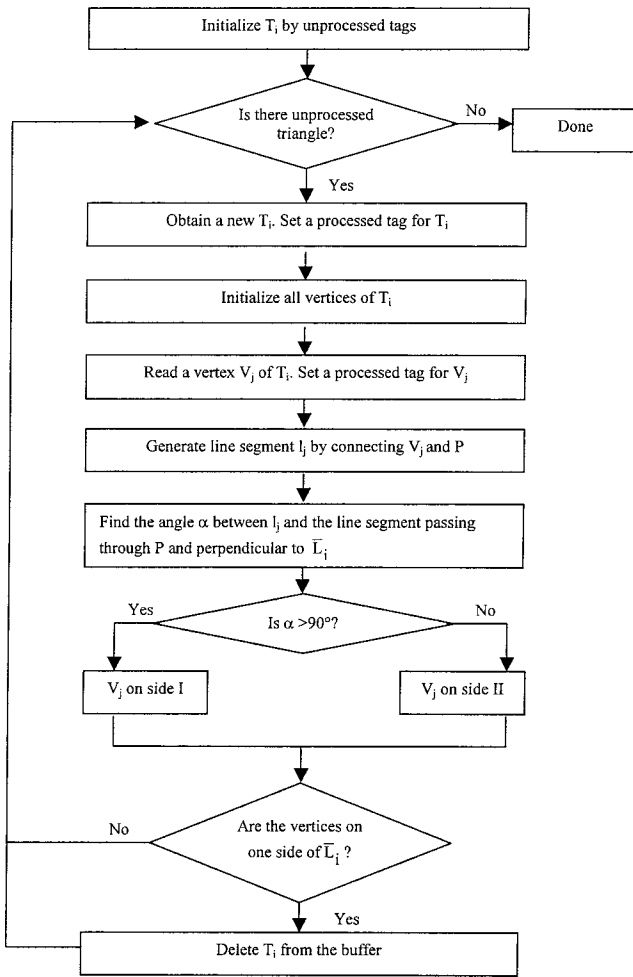 Initialize Tᵢ by unprocessed tags
Is there unprocessed
triangle?
No
Done
Yes
Obtain a new Tᵢ. Set a processed tag for Tᵢ
Initialize all vertices of Tᵢ
Read a vertex Vⱼ of Tᵢ. Set a processed tag for Vⱼ
Generate line segment lⱼ by connecting Vⱼ and P
Find the angle α between lⱼ and the line segment passing
through P and perpendicular to L̄ᵢ
Yes
Is α >90°?
No
Vⱼ on side I
Vⱼ on side II
No
Are the vertices on
one side of L̄ᵢ ?
Yes
Delete Tᵢ from the buffer